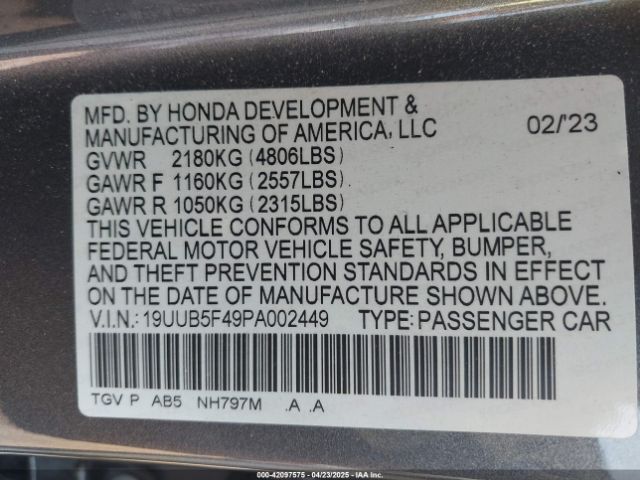 MFD. BY HONDA DEVELOPMENT &
MANUFACTURING OF AMERICA, LLC 02/'23
GVWR 2180KG (4806LBS)
GAWR F 1160KG (2557LBS)
GAWR R 1050KG (2315LBS)
THIS VEHICLE CONFORMS TO ALL APPLICABLE
FEDERAL MOTOR VEHICLE SAFETY, BUMPER,
AND THEFT PREVENTION STANDARDS IN EFFECT
ON THE DATE OF MANUFACTURE SHOWN ABOVE.
V.I.N.: 19UUB5F49PA002449 TYPE: PASSENGER CAR
TGV P AB5 NH797M .A .A
000-42097575 - 04/23/2025 - IAAI, Inc.